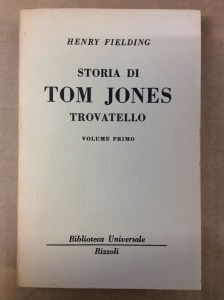 HENRY FIELDING
STORIA DI
TOM JONES
TROVATELLO
VOLUME PRIMO
Biblioteca Universale
Rizzoli